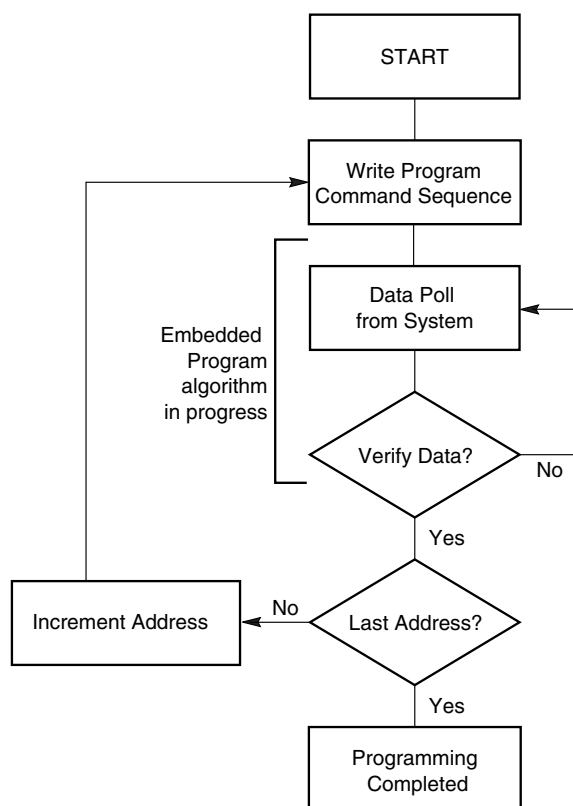 START
Write Program
Command Sequence
Data Poll
from System
Embedded
Program
algorithm
in progress
Verify Data?
No
Yes
Last Address?
No
Increment Address
Yes
Programming
Completed